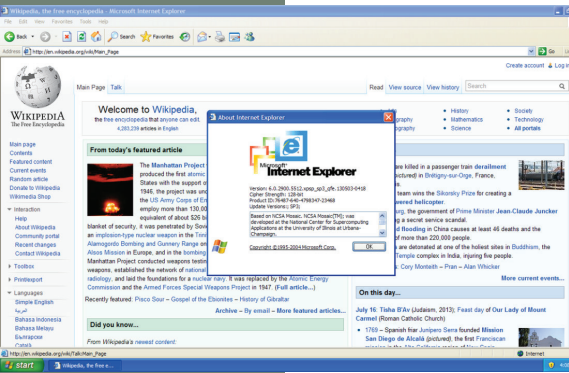 Wikipedia, the free encyclopedia - Microsoft Internet Explorer
File Edit View Favorites Tools Help
Back Search Favorites
Address http://en.wikipedia.org/wiki/Main_Page Go
Create account Log in
Main Page Talk Read View source View history Search
WIKIPEDIA
The Free Encyclopedia
Main page
Contents
Featured content
Current events
Random article
Donate to Wikipedia
Wikimedia Shop
Interaction
Help
About Wikipedia
Community portal
Recent changes
Contact Wikipedia
Toolbox
Print/export
Languages
Simple English
العربية
Bahasa Indonesia
Bahasa Melayu
Български
Català
Welcome to Wikipedia,
the free encyclopedia that anyone can edit.
4,283,239 articles in English
History
Mathematics
Science
Society
Technology
All portals
From today's featured article
The Manhattan Project
produced the first atomic
States with the support o
1946, the project was un
the US Army Corps of En
employ more than 130,00
equivalent of about $26 bi
blanket of security, it was penetrated by Sov
an implosion-type nuclear weapon at the Trin
Alamogordo Bombing and Gunnery Range on
Alsos Mission in Europe, and in the bombing
Manhattan Project conducted weapons testin
weapons, established the network of national
radiology, and laid the foundations for a nuclear navy. It was replaced by the Atomic Energy
Commission and the Armed Forces Special Weapons Project in 1947. (Full article...)
Recently featured: Pisco Sour – Gospel of the Ebionites – History of Gibraltar
Archive – By email – More featured articles...
Did you know...
From Wikipedia's newest content:
About Internet Explorer
Microsoft
Internet Explorer
Version: 6.0.2900.5512.xpsp_sp3_qfe.130503-0418
Cipher Strength: 128-bit
Product ID:76487-640-4798347-23468
Update Versions:; SP3;
Based on NCSA Mosaic. NCSA Mosaic(TM); was
developed at the National Center for Supercomputing
Applications at the University of Illinois at Urbana-
Champaign.
Copyright ©1995-2004 Microsoft Corp. OK
are killed in a passenger train derailment
(pictured) in Brétigny-sur-Orge, France.
team wins the Sikorsky Prize for creating a
powered helicopter.
burg, the government of Prime Minister Jean-Claude Juncker
g a secret service scandal.
d flooding in China causes at least 46 deaths and the
of more than 220,000 people.
are detonated at one of the holiest sites in Buddhism, the
Temple complex in India, injuring five people.
Cory Monteith – Pran – Alan Whicker
More current events...
On this day...
July 16: Tisha B'Av (Judaism, 2013); Feast day of Our Lady of Mount
Carmel (Roman Catholic Church)
1769 – Spanish friar Junípero Serra founded Mission
San Diego de Alcalá (pictured), the first Franciscan
http://en.wikipedia.org/wiki/Talk:Main_Page Internet
start Wikipedia, the free e...